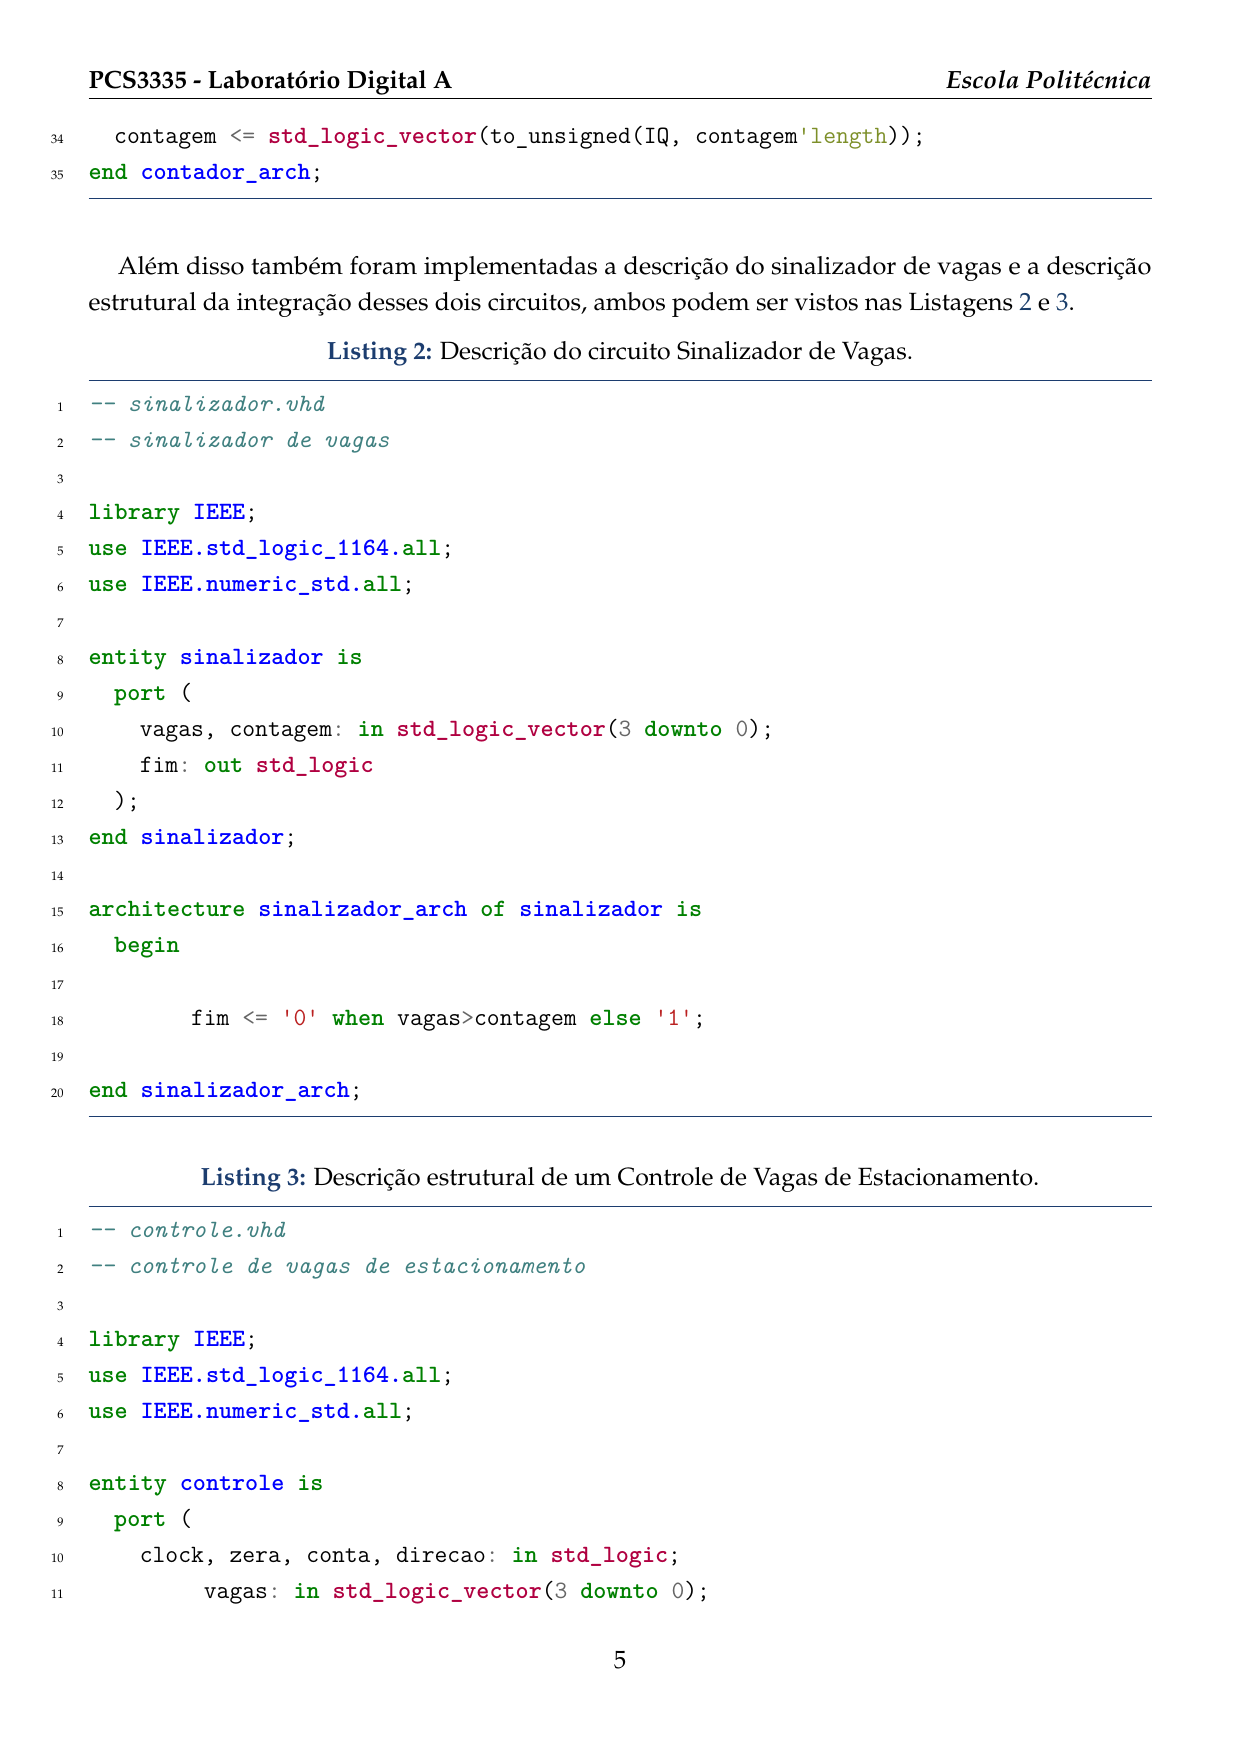 PCS3335 - Laboratório Digital A Escola Politécnica
34 contagem <= std_logic_vector(to_unsigned(IQ, contagem'length));
35 end contador_arch;
Além disso também foram implementadas a descrição do sinalizador de vagas e a descrição
estrutural da integração desses dois circuitos, ambos podem ser vistos nas Listagens 2 e 3.
Listing 2: Descrição do circuito Sinalizador de Vagas.
1 -- sinalizador.vhd
2 -- sinalizador de vagas
3
4 library IEEE;
5 use IEEE.std_logic_1164.all;
6 use IEEE.numeric_std.all;
7
8 entity sinalizador is
9 port (
10 vagas, contagem: in std_logic_vector(3 downto 0);
11 fim: out std_logic
12 );
13 end sinalizador;
14
15 architecture sinalizador_arch of sinalizador is
16 begin
17
18 fim <= '0' when vagas>contagem else '1';
19
20 end sinalizador_arch;
Listing 3: Descrição estrutural de um Controle de Vagas de Estacionamento.
1 -- controle.vhd
2 -- controle de vagas de estacionamento
3
4 library IEEE;
5 use IEEE.std_logic_1164.all;
6 use IEEE.numeric_std.all;
7
8 entity controle is
9 port (
10 clock, zera, conta, direcao: in std_logic;
11 vagas: in std_logic_vector(3 downto 0);
5